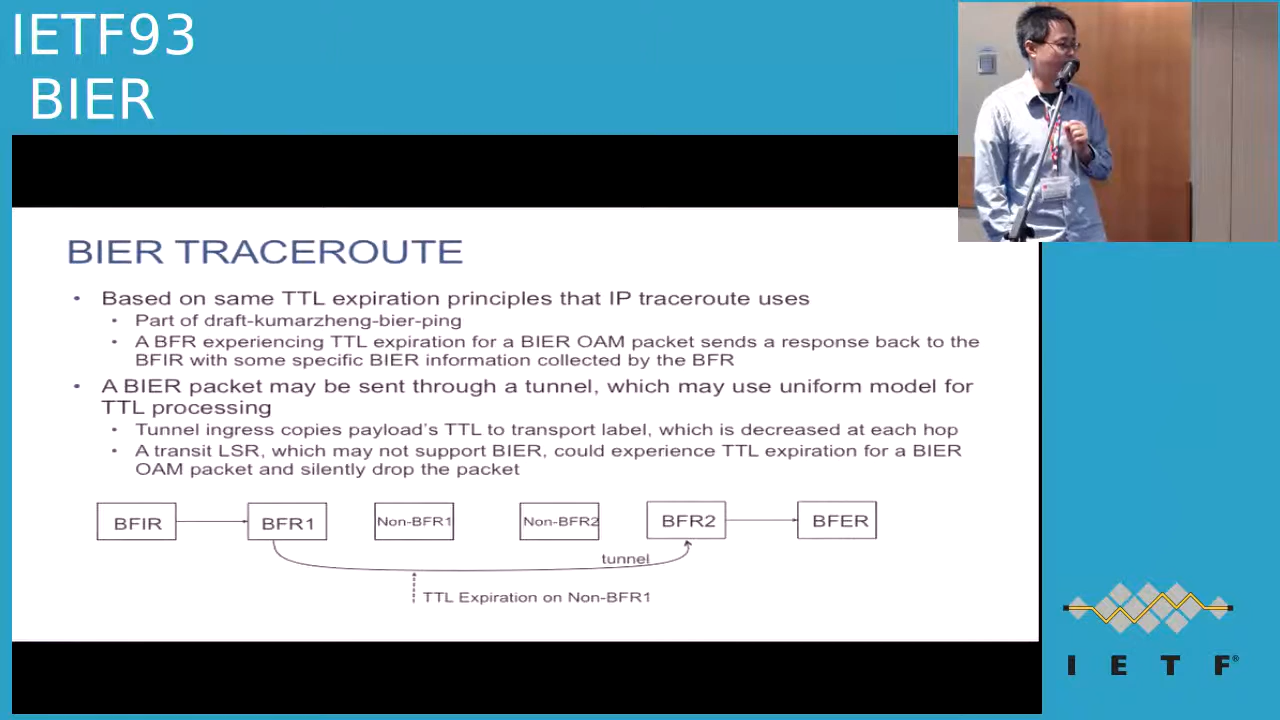 IETF93
BIER
BIER TRACEROUTE
• Based on same TTL expiration principles that IP traceroute uses
• Part of draft-kumarzheng-bier-ping
• A BFR experiencing TTL expiration for a BIER OAM packet sends a response back to the
BFIR with some specific BIER information collected by the BFR
• A BIER packet may be sent through a tunnel, which may use uniform model for
TTL processing
• Tunnel ingress copies payload's TTL to transport label, which is decreased at each hop
• A transit LSR, which may not support BIER, could experience TTL expiration for a BIER
OAM packet and silently drop the packet
BFIR BFR1 Non-BFR1 Non-BFR2 BFR2 BFER
tunnel
TTL Expiration on Non-BFR1
I E T F®